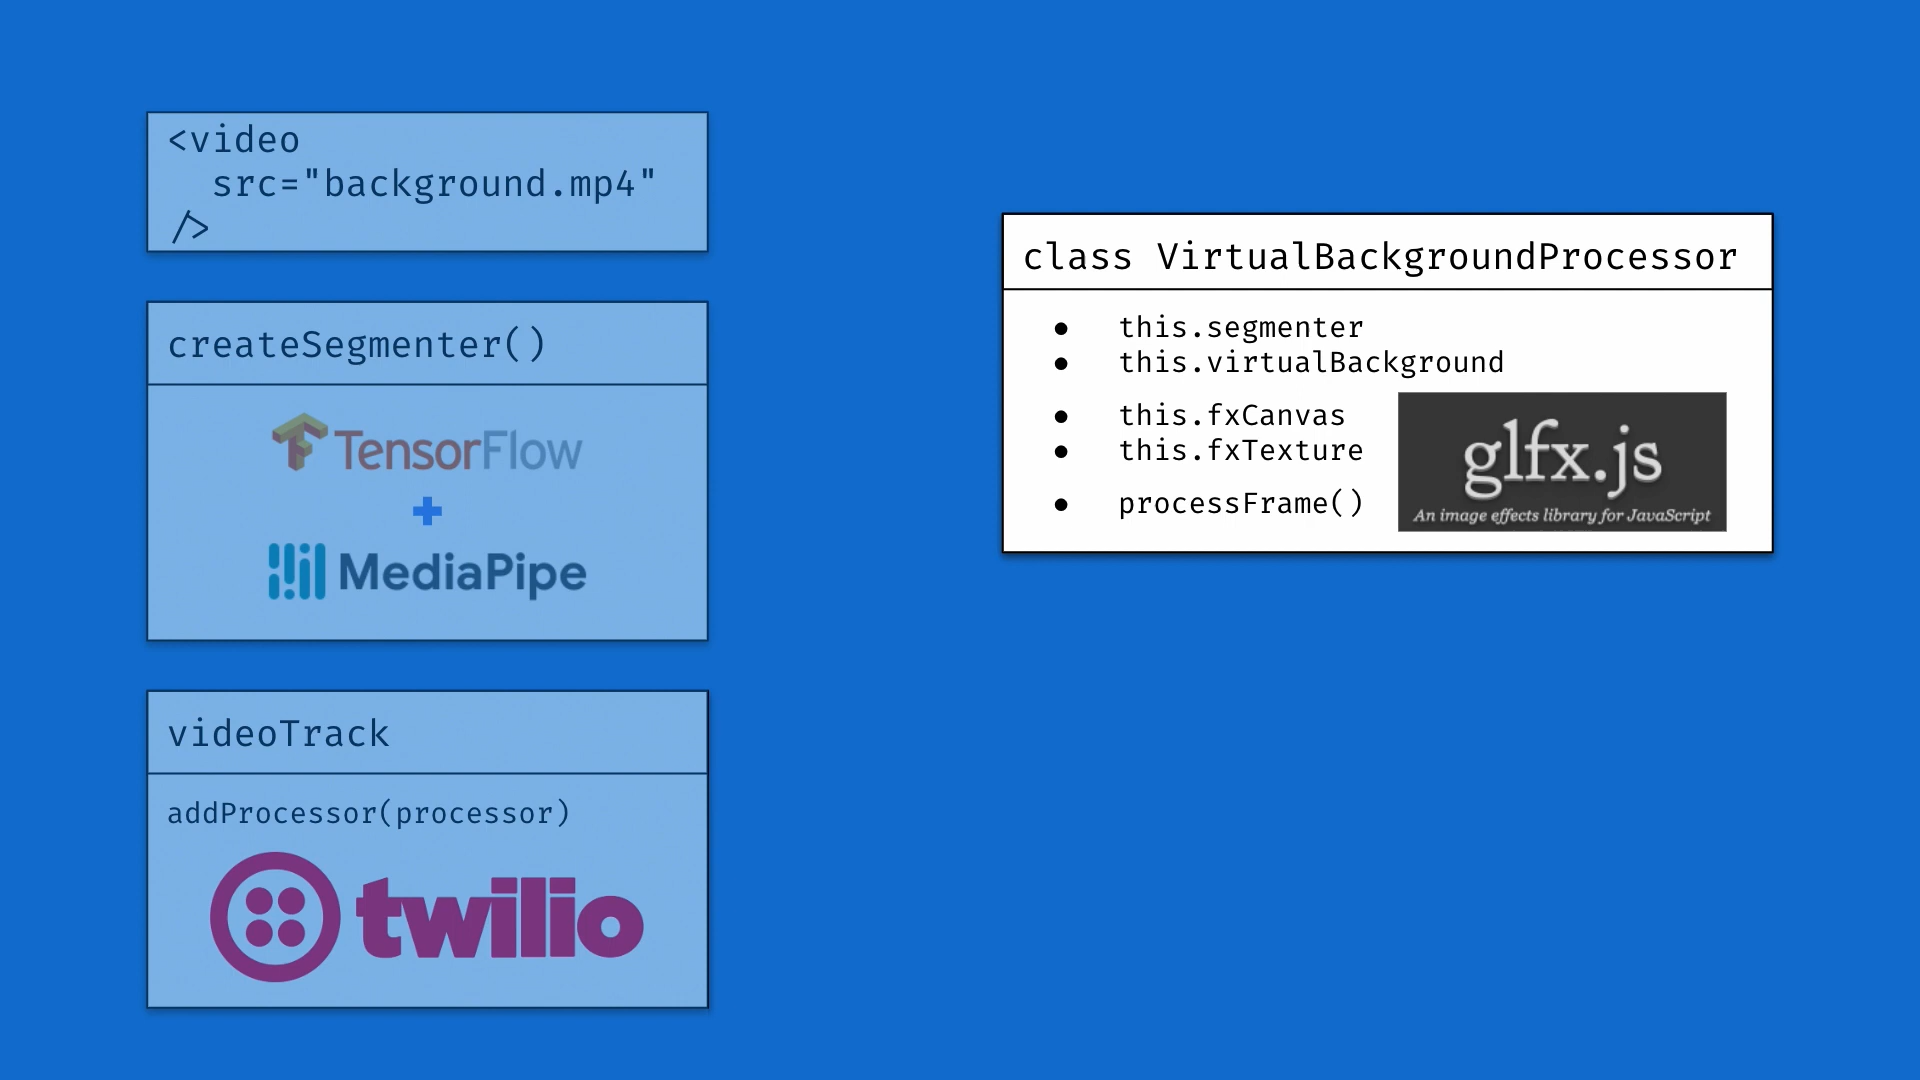 <video
src="background.mp4"
/>
createSegmenter()
TensorFlow
MediaPipe
videoTrack
addProcessor(processor)
twilio
class VirtualBackgroundProcessor
● this.segmenter
● this.virtualBackground
● this.fxCanvas
● this.fxTexture
● processFrame()
glfx.js
An image effects library for JavaScript